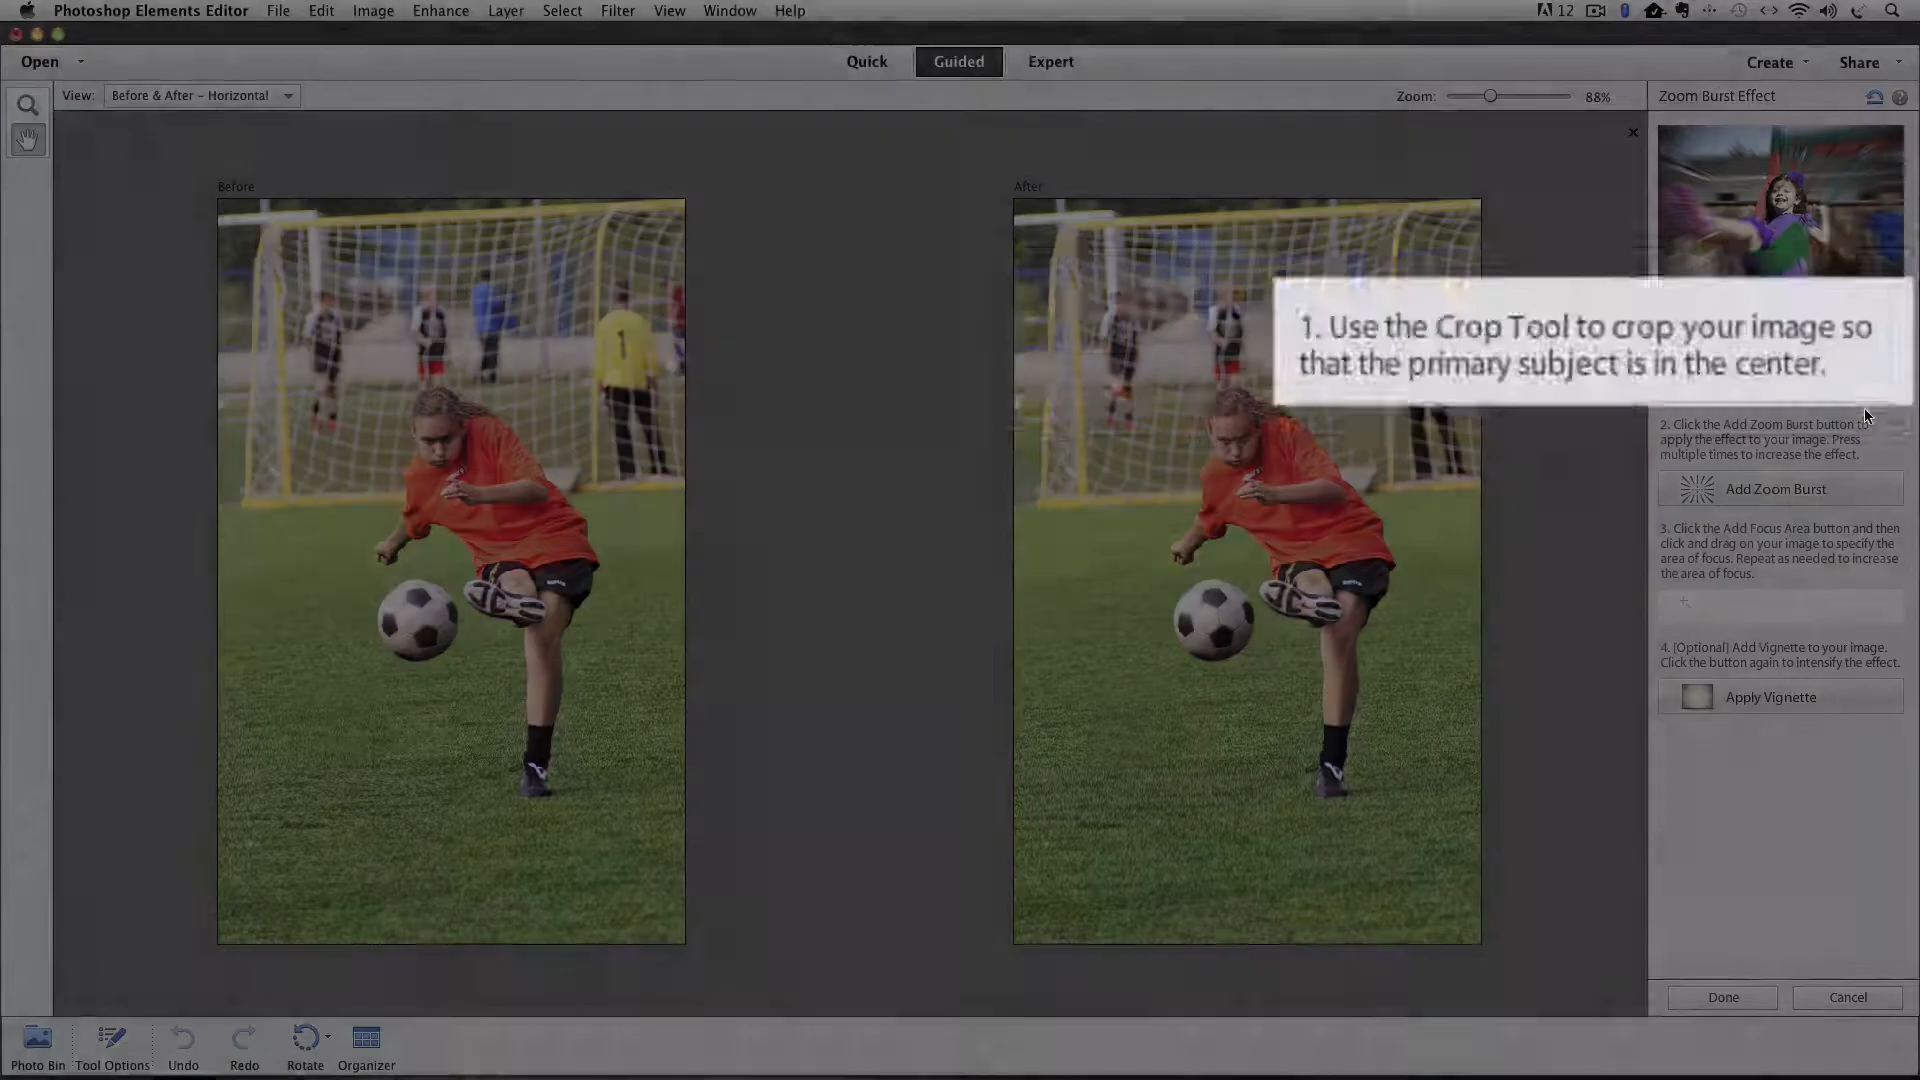 Photoshop Elements Editor File Edit Image Enhance Layer Select Filter View Window Help 12
Open Quick Guided Expert Create Share
View: Before & After – Horizontal Zoom: 88% Zoom Burst Effect
Before After
1
1. Use the Crop Tool to crop your image so
that the primary subject is in the center.
2. Click the Add Zoom Burst button to
apply the effect to your image. Press
multiple times to increase the effect.
Add Zoom Burst
3. Click the Add Focus Area button and then
click and drag on your image to specify the
area of focus. Repeat as needed to increase
the area of focus.
4. [Optional] Add Vignette to your image.
Click the button again to intensify the effect.
Apply Vignette
Done Cancel
Photo Bin Tool Options Undo Redo Rotate Organizer